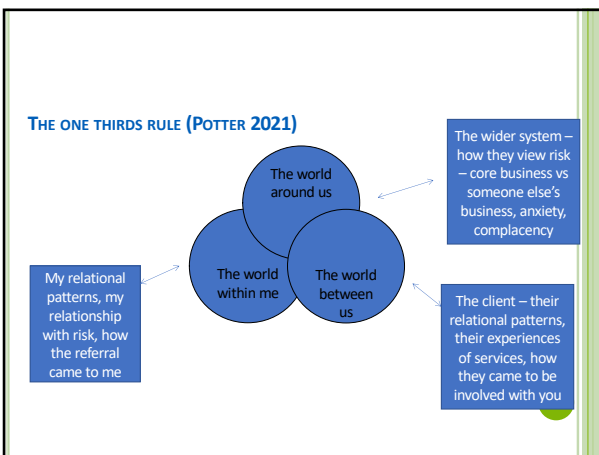 THE ONE THIRDS RULE (POTTER 2021)
The world
around us
The world
within me
The world
between
us
The wider system –
how they view risk
– core business vs
someone else's
business, anxiety,
complacency
My relational
patterns, my
relationship
with risk, how
the referral
came to me
The client – their
relational patterns,
their experiences
of services, how
they came to be
involved with you